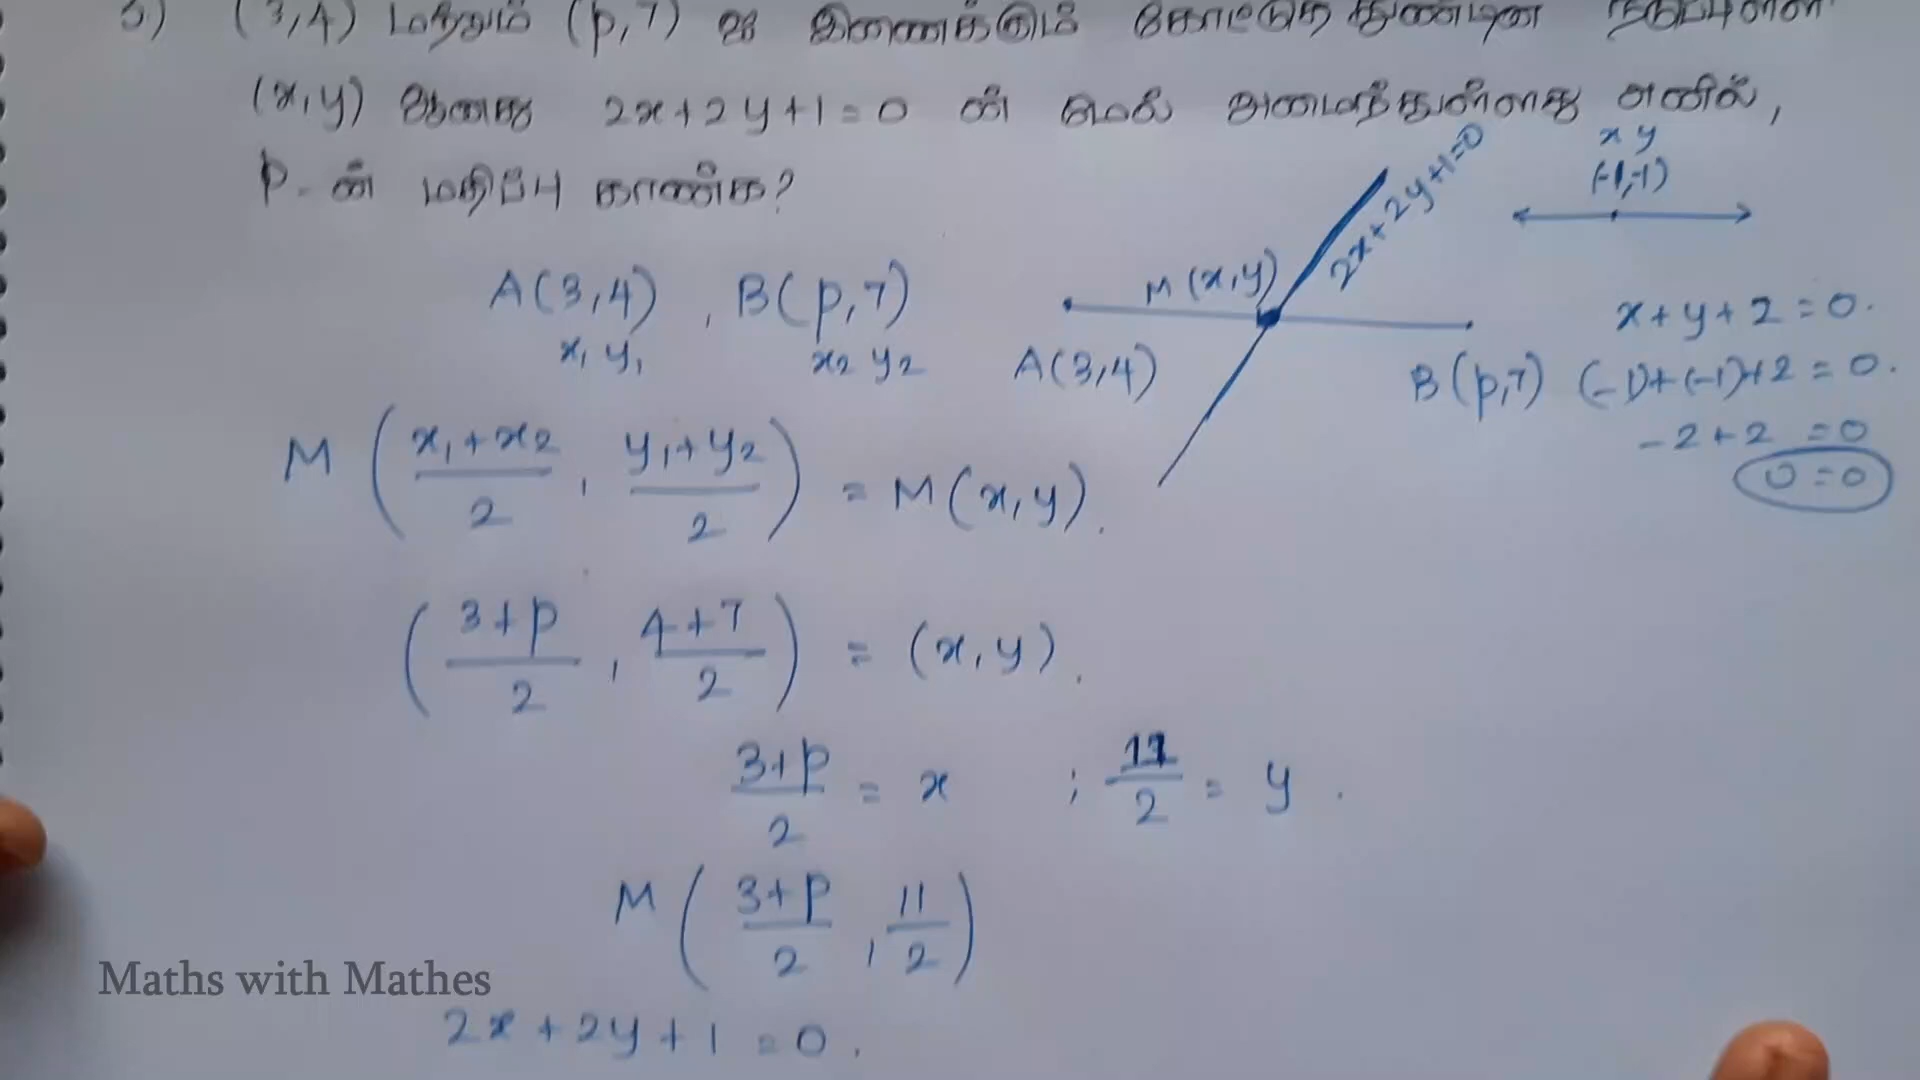 (3,4) மற்றும் (p,7) ஐ இணைக்கும் கோட்டுத்துண்டின்
(x,y) ஆனது 2x+2y+1=0 ன் மேல் அமைந்துள்ளது எனில்,
p-ன் மதிப்பு காண்க?
x y
(-1,-1)
2x+2y+1=0
A(3,4) , B(p,7)
x₁ y₁ x₂ y₂
M(x,y)
A(3,4)
B(p,7)
x+y+2=0.
(-1)+(-1)+2=0.
-2+2=0
0=0
M((x₁+x₂)/2, (y₁+y₂)/2) = M(x,y).
((3+p)/2, (4+7)/2) = (x,y).
(3+p)/2 = x ; 11/2 = y.
M((3+p)/2, 11/2)
Maths with Mathes
2x+2y+1=0.